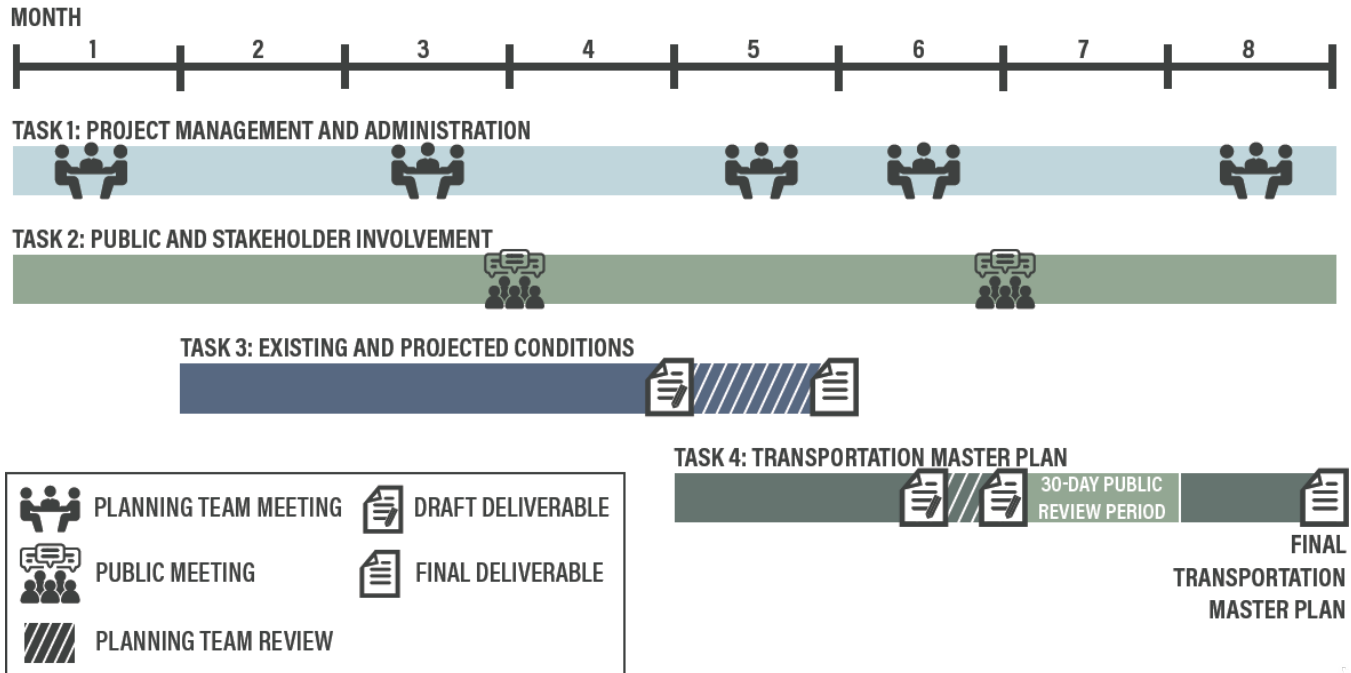 MONTH
1 2 3 4 5 6 7 8
TASK 1: PROJECT MANAGEMENT AND ADMINISTRATION
TASK 2: PUBLIC AND STAKEHOLDER INVOLVEMENT
TASK 3: EXISTING AND PROJECTED CONDITIONS
TASK 4: TRANSPORTATION MASTER PLAN
30-DAY PUBLIC
REVIEW PERIOD
FINAL
TRANSPORTATION
MASTER PLAN
PLANNING TEAM MEETING
DRAFT DELIVERABLE
PUBLIC MEETING
FINAL DELIVERABLE
PLANNING TEAM REVIEW